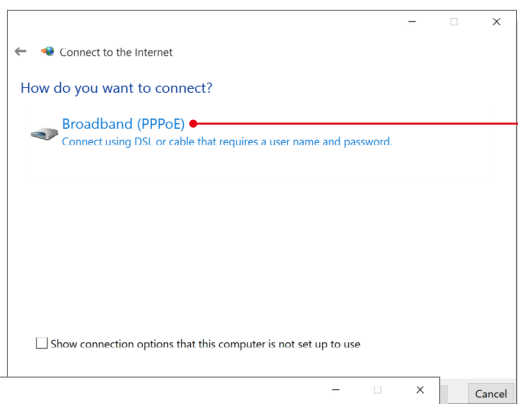 Connect to the Internet
How do you want to connect?
Broadband (PPPoE)
Connect using DSL or cable that requires a user name and password.
Show connection options that this computer is not set up to use
Cancel